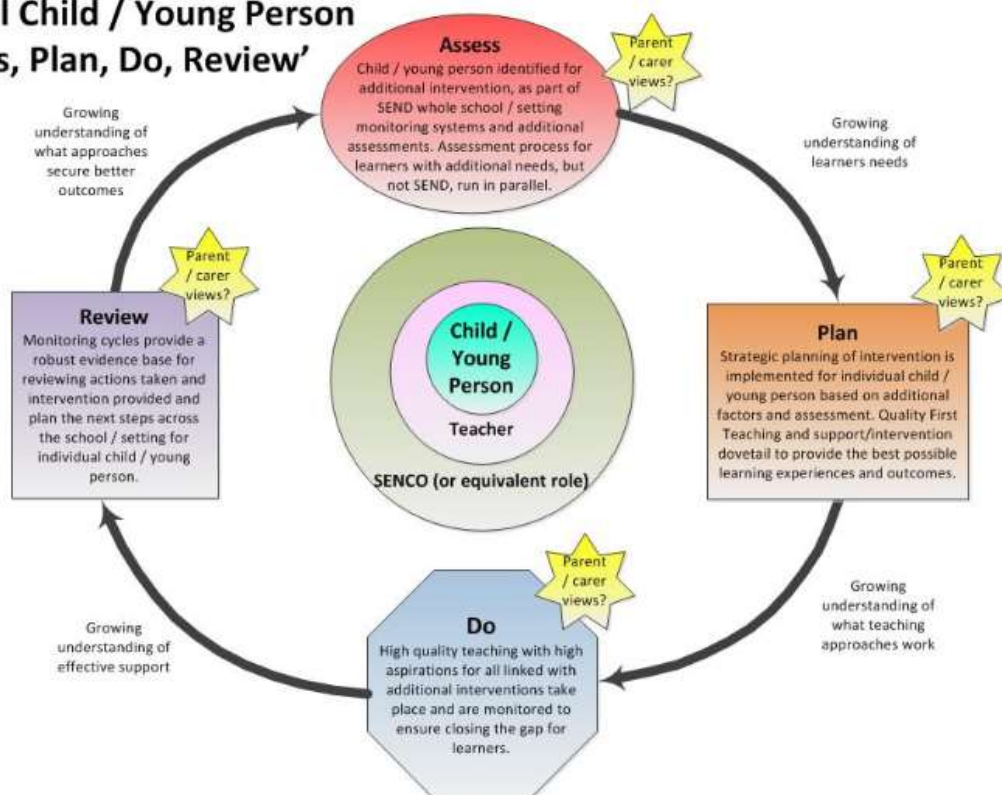 l Child / Young Person
s, Plan, Do, Review’
Assess
Child / young person identified for
additional intervention, as part of
SEND whole school / setting
monitoring systems and additional
assessments. Assessment process for
learners with additional needs, but
not SEND, run in parallel.
Parent
/ carer
views?
Growing
understanding of
what approaches
secure better
outcomes
Growing
understanding of
learners needs
Parent
/ carer
views?
Review
Monitoring cycles provide a
robust evidence base for
reviewing actions taken and
intervention provided and
plan the next steps across
the school / setting for
individual child / young
person.
Child /
Young
Person
Teacher
SENCO (or equivalent role)
Parent
/ carer
views?
Plan
Strategic planning of intervention is
implemented for individual child /
young person based on additional
factors and assessment. Quality First
Teaching and support/intervention
dovetail to provide the best possible
learning experiences and outcomes.
Growing
understanding of
effective support
Parent
/ carer
views?
Do
High quality teaching with high
aspirations for all linked with
additional interventions take
place and are monitored to
ensure closing the gap for
learners.
Growing
understanding of
what teaching
approaches work